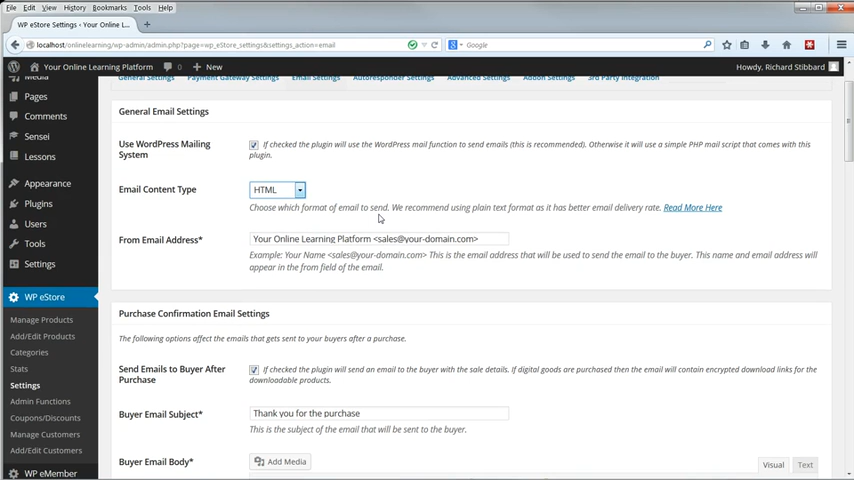 File Edit View History Bookmarks Tools Help
WP eStore Settings ‹ Your Online L...
localhost/onlinelearning/wp-admin/admin.php?page=wp_eStore_settings&settings_action=email
Google
Your Online Learning Platform 0 New Howdy, Richard Stibbard
Media
Pages
Comments
Sensei
Lessons
Appearance
Plugins
Users
Tools
Settings
WP eStore
Manage Products
Add/Edit Products
Categories
Stats
Settings
Admin Functions
Coupons/Discounts
Manage Customers
Add/Edit Customers
WP eMember
General Settings Payment Gateway Settings Email Settings Autoresponder Settings Advanced Settings Addon Settings 3rd Party Integration
General Email Settings
Use WordPress Mailing
System
If checked the plugin will use the WordPress mail function to send emails (this is recommended). Otherwise it will use a simple PHP mail script that comes with this
plugin.
Email Content Type
HTML
Choose which format of email to send. We recommend using plain text format as it has better email delivery rate. Read More Here
From Email Address*
Your Online Learning Platform <sales@your-domain.com>
Example: Your Name <sales@your-domain.com> This is the email address that will be used to send the email to the buyer. This name and email address will
appear in the from field of the email.
Purchase Confirmation Email Settings
The following options affect the emails that gets sent to your buyers after a purchase.
Send Emails to Buyer After
Purchase
If checked the plugin will send an email to the buyer with the sale details. If digital goods are purchased then the email will contain encrypted download links for the
downloadable products.
Buyer Email Subject*
Thank you for the purchase
This is the subject of the email that will be sent to the buyer.
Buyer Email Body*
Add Media
Visual Text